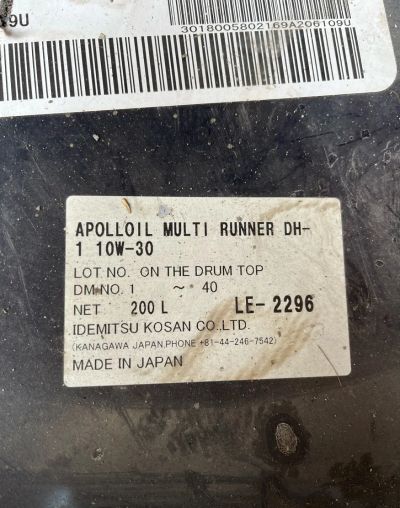 9U
3018005802169A206109U
APOLLOIL MULTI RUNNER DH-
1 10W-30
LOT NO. ON THE DRUM TOP
DM NO. 1 ~ 40
NET 200 L LE-2296
IDEMITSU KOSAN CO.,LTD.
(KANAGAWA JAPAN,PHONE +81-44-246-7542)
MADE IN JAPAN